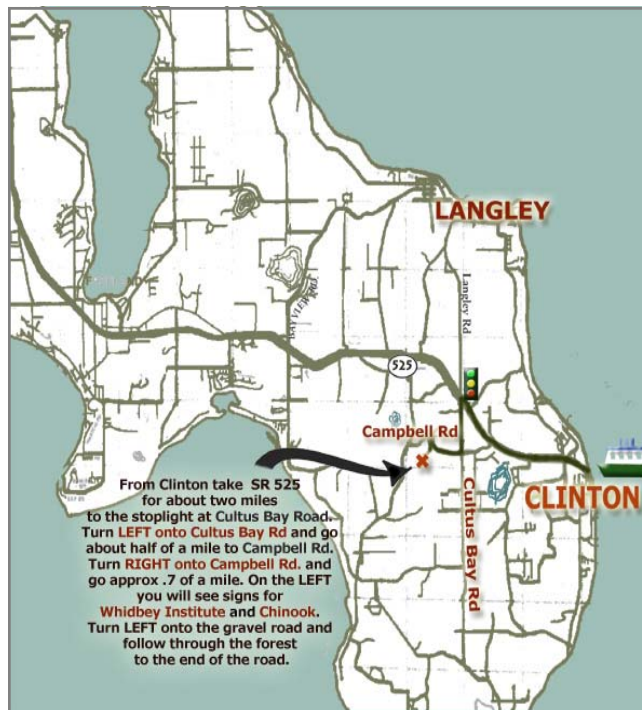 LANGLEY
Langley Rd
BAYVIEW RD.
525
Campbell Rd
CLINTON
Cultus Bay Rd
From Clinton take SR 525
for about two miles
to the stoplight at Cultus Bay Road.
Turn LEFT onto Cultus Bay Rd and go
about half of a mile to Campbell Rd.
Turn RIGHT onto Campbell Rd. and
go approx .7 of a mile. On the LEFT
you will see signs for
Whidbey Institute and Chinook.
Turn LEFT onto the gravel road and
follow through the forest
to the end of the road.